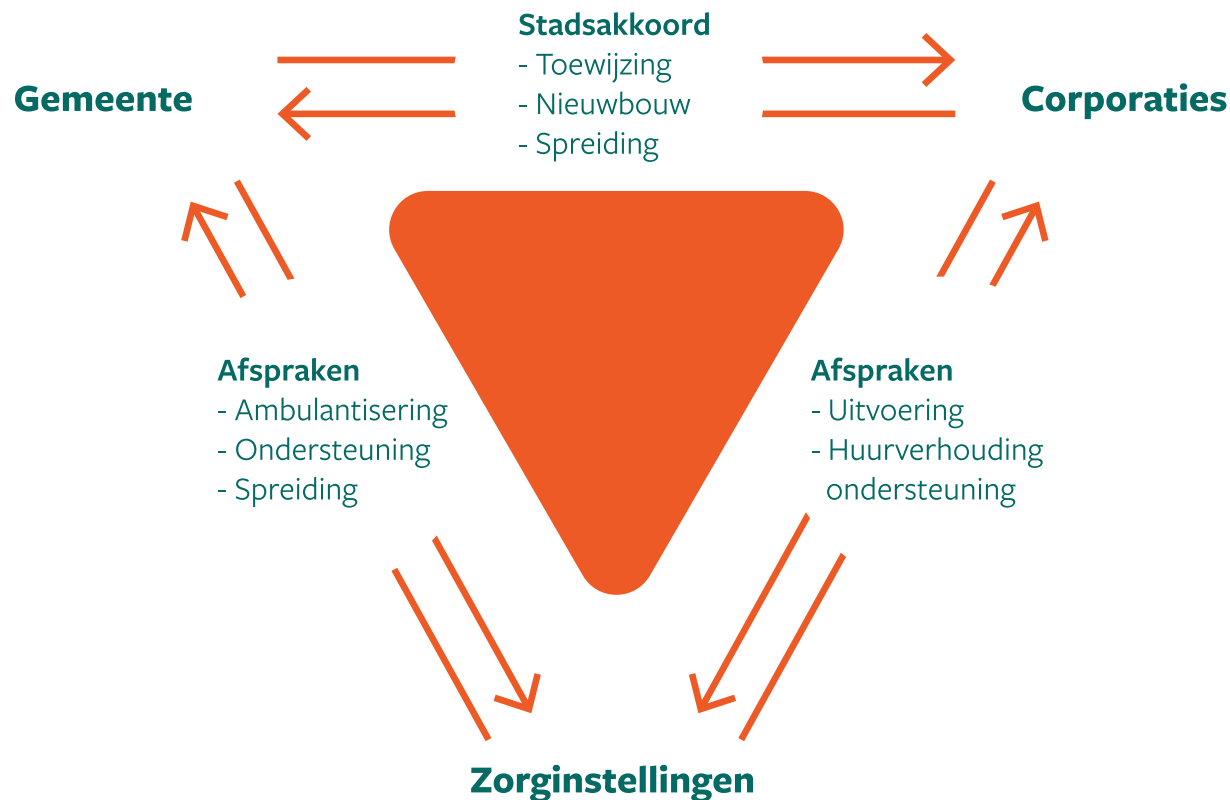 Stadsakkoord
- Toewijzing
- Nieuwbouw
- Spreiding
Gemeente
Corporaties
Afspraken
- Ambulantisering
- Ondersteuning
- Spreiding
Afspraken
- Uitvoering
- Huurverhouding
ondersteuning
Zorginstellingen